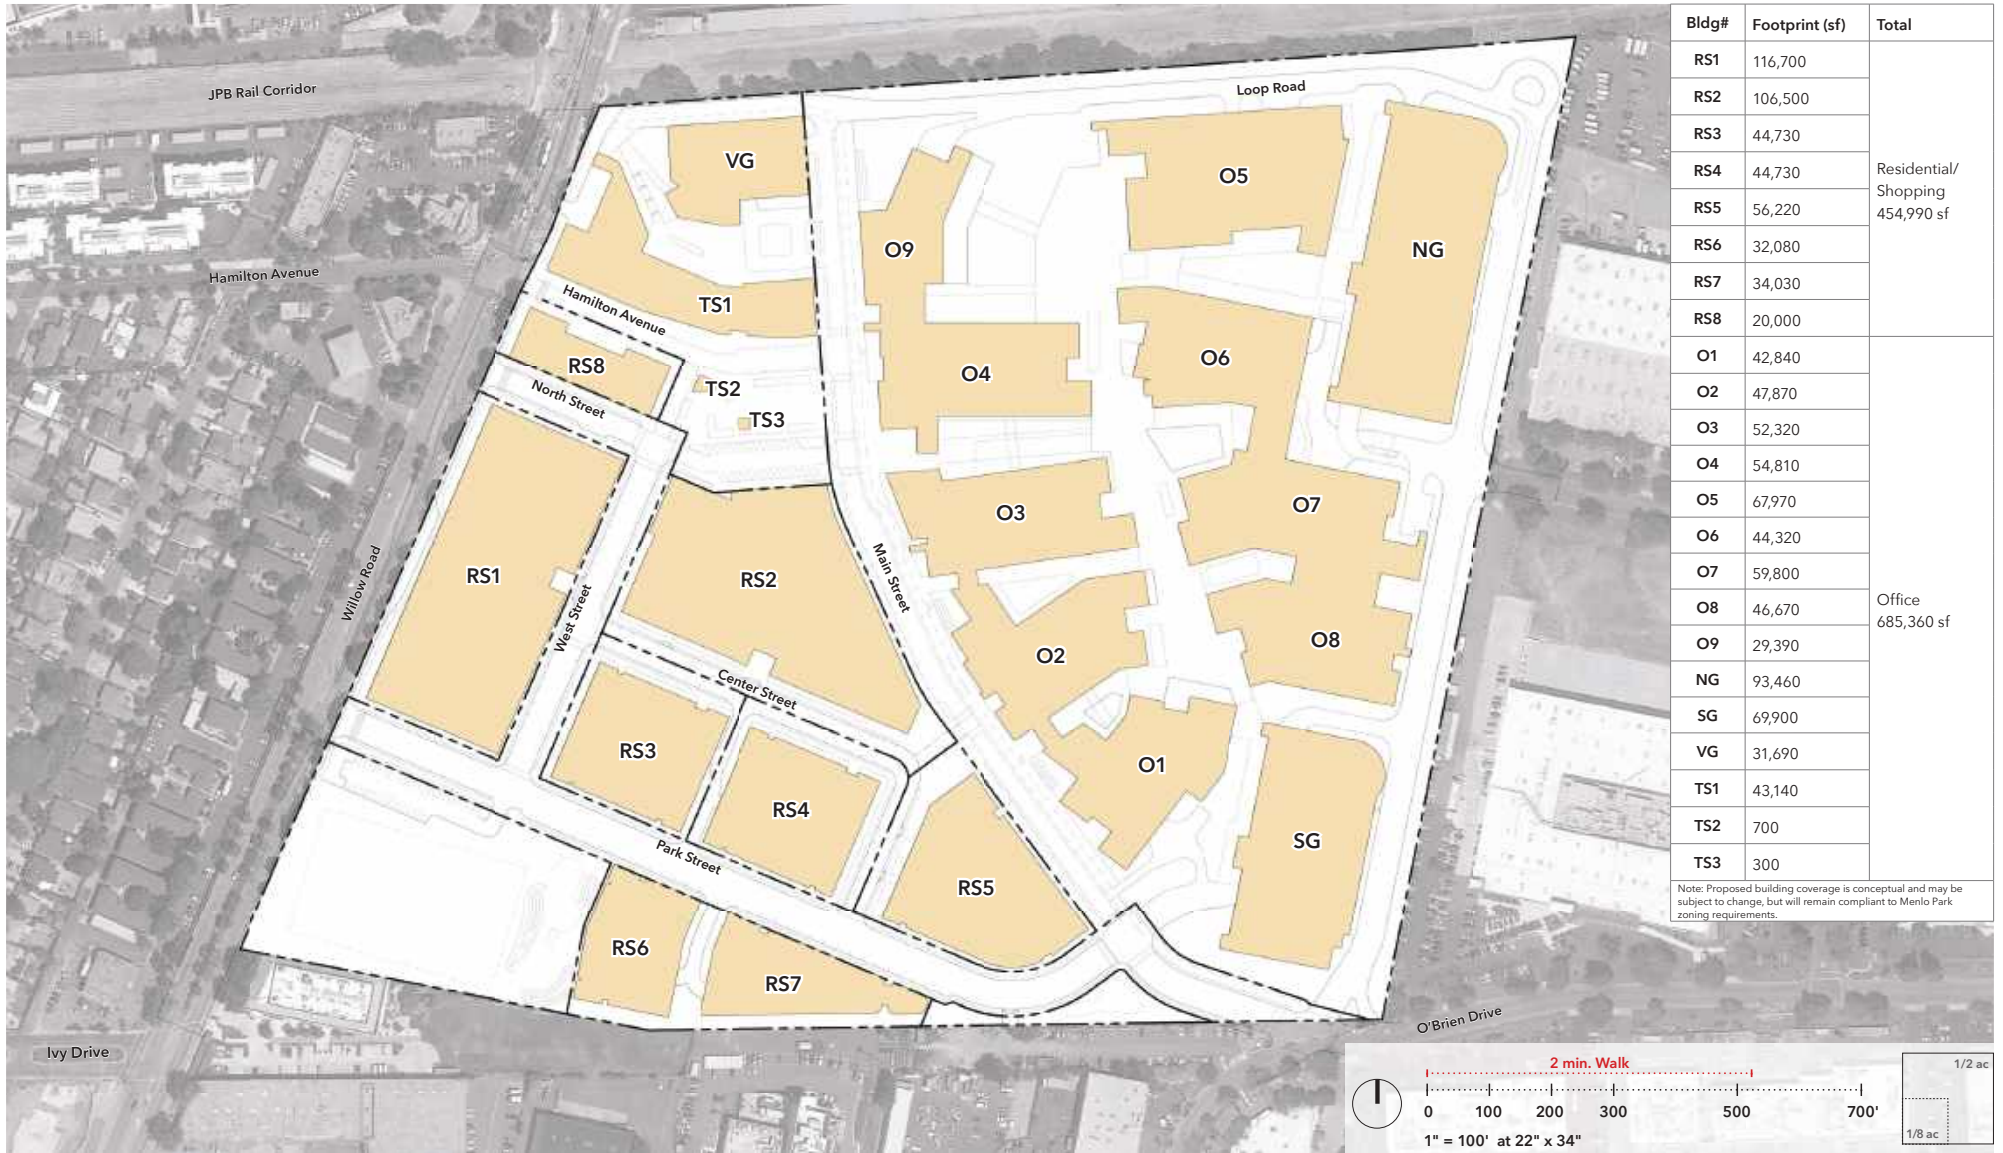 JPB Rail Corridor
Loop Road
VG
O5
O9
NG
Hamilton Avenue
Hamilton Avenue
TS1
RS8
O4
O6
North Street
TS2
TS3
O3
O7
RS1
RS2
Main Street
Willow Road
West Street
O2
O8
Center Street
RS3
RS4
O1
SG
Park Street
RS5
RS6
RS7
O'Brien Drive
Ivy Drive
Bldg# Footprint (sf) Total
RS1 116,700
RS2 106,500
RS3 44,730
RS4 44,730
RS5 56,220
RS6 32,080
RS7 34,030
RS8 20,000
Residential/
Shopping
454,990 sf
O1 42,840
O2 47,870
O3 52,320
O4 54,810
O5 67,970
O6 44,320
O7 59,800
O8 46,670
O9 29,390
NG 93,460
SG 69,900
VG 31,690
TS1 43,140
TS2 700
TS3 300
Office
685,360 sf
Note: Proposed building coverage is conceptual and may be
subject to change, but will remain compliant to Menlo Park
zoning requirements.
2 min. Walk
0 100 200 300 500 700'
1" = 100' at 22" x 34"
1/2 ac
1/8 ac